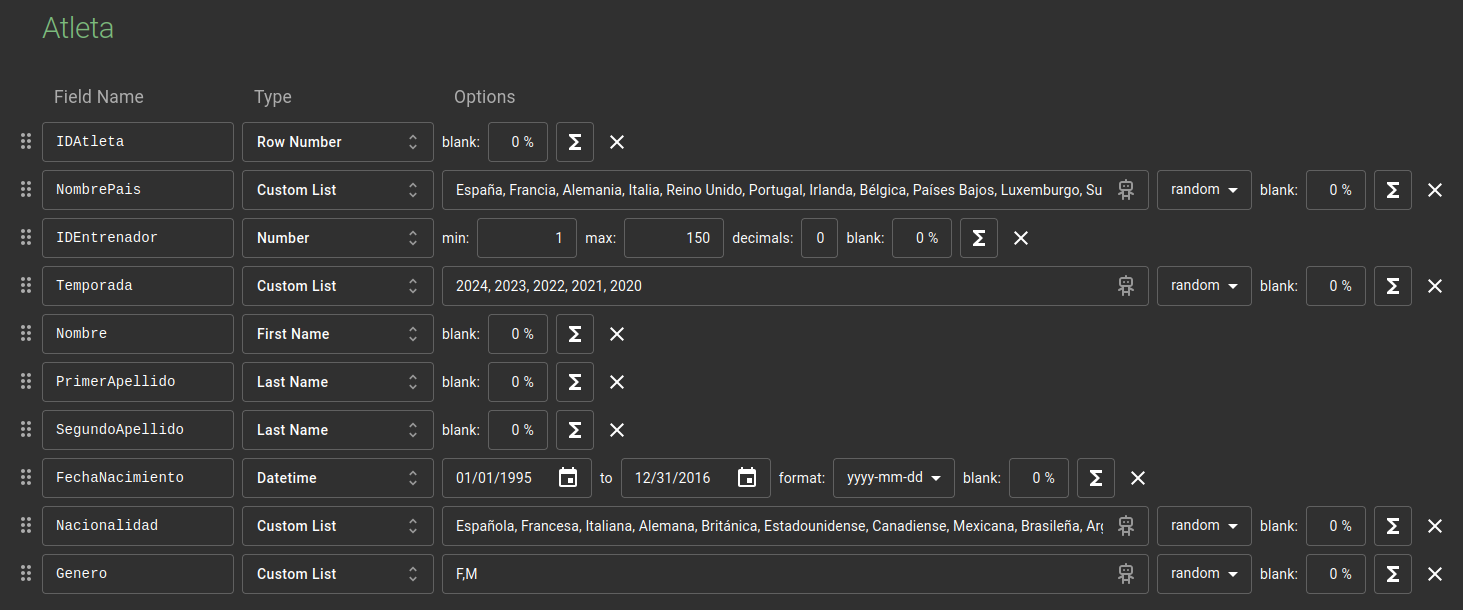 Atleta
Field Name Type Options
IDAtleta Row Number blank: 0 % Σ
NombrePais Custom List España, Francia, Alemania, Italia, Reino Unido, Portugal, Irlanda, Bélgica, Países Bajos, Luxemburgo, Su random blank: 0 % Σ
IDEntrenador Number min: 1 max: 150 decimals: 0 blank: 0 % Σ
Temporada Custom List 2024, 2023, 2022, 2021, 2020 random blank: 0 % Σ
Nombre First Name blank: 0 % Σ
PrimerApellido Last Name blank: 0 % Σ
SegundoApellido Last Name blank: 0 % Σ
FechaNacimiento Datetime 01/01/1995 to 12/31/2016 format: yyyy-mm-dd blank: 0 % Σ
Nacionalidad Custom List Española, Francesa, Italiana, Alemana, Británica, Estadounidense, Canadiense, Mexicana, Brasileña, Arg random blank: 0 % Σ
Genero Custom List F,M random blank: 0 % Σ